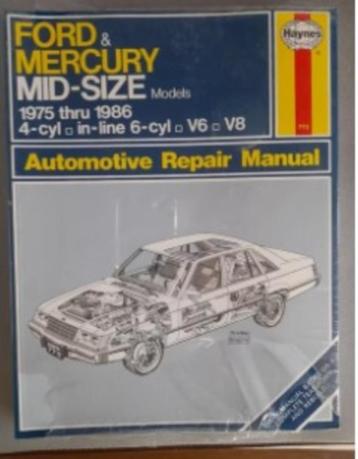 FORD &
MERCURY
MID-SIZE Models
1975 thru 1986
4-cyl □ in-line 6-cyl □ V6 □ V8
Haynes
Automotive Repair Manual